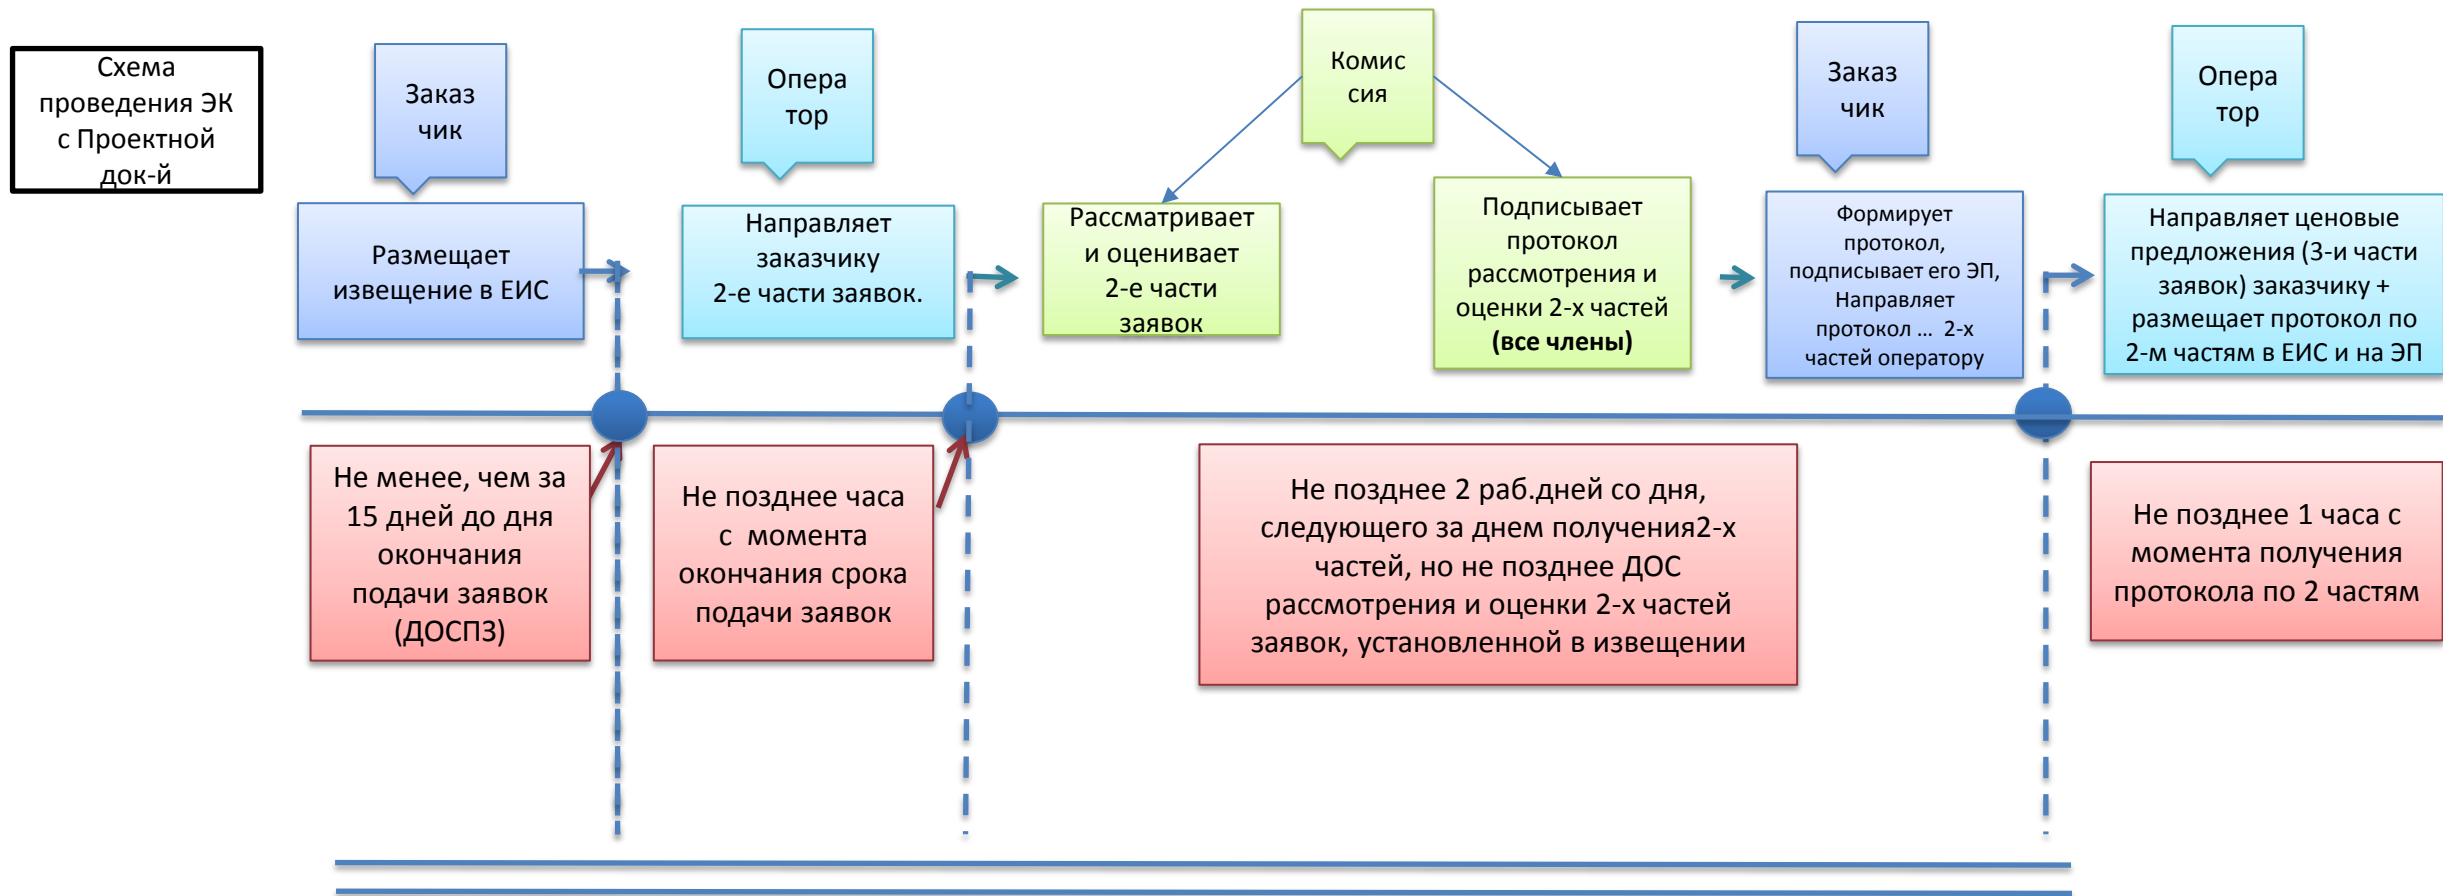 Схема
проведения ЭК
с Проектной
док-й
Заказ
чик
Опера
тор
Комис
сия
Заказ
чик
Опера
тор
Размещает
извещение в ЕИС
Направляет
заказчику
2-е части заявок.
Рассматривает
и оценивает
2-е части
заявок
Подписывает
протокол
рассмотрения и
оценки 2-х частей
(все члены)
Формирует
протокол,
подписывает его ЭП,
Направляет
протокол ... 2-х
частей оператору
Направляет ценовые
предложения (3-и части
заявок) заказчику +
размещает протокол по
2-м частям в ЕИС и на ЭП
Не менее, чем за
15 дней до дня
окончания
подачи заявок
(ДОСПЗ)
Не позднее часа
с момента
окончания срока
подачи заявок
Не позднее 2 раб.дней со дня,
следующего за днем получения2-х
частей, но не позднее ДОС
рассмотрения и оценки 2-х частей
заявок, установленной в извещении
Не позднее 1 часа с
момента получения
протокола по 2 частям